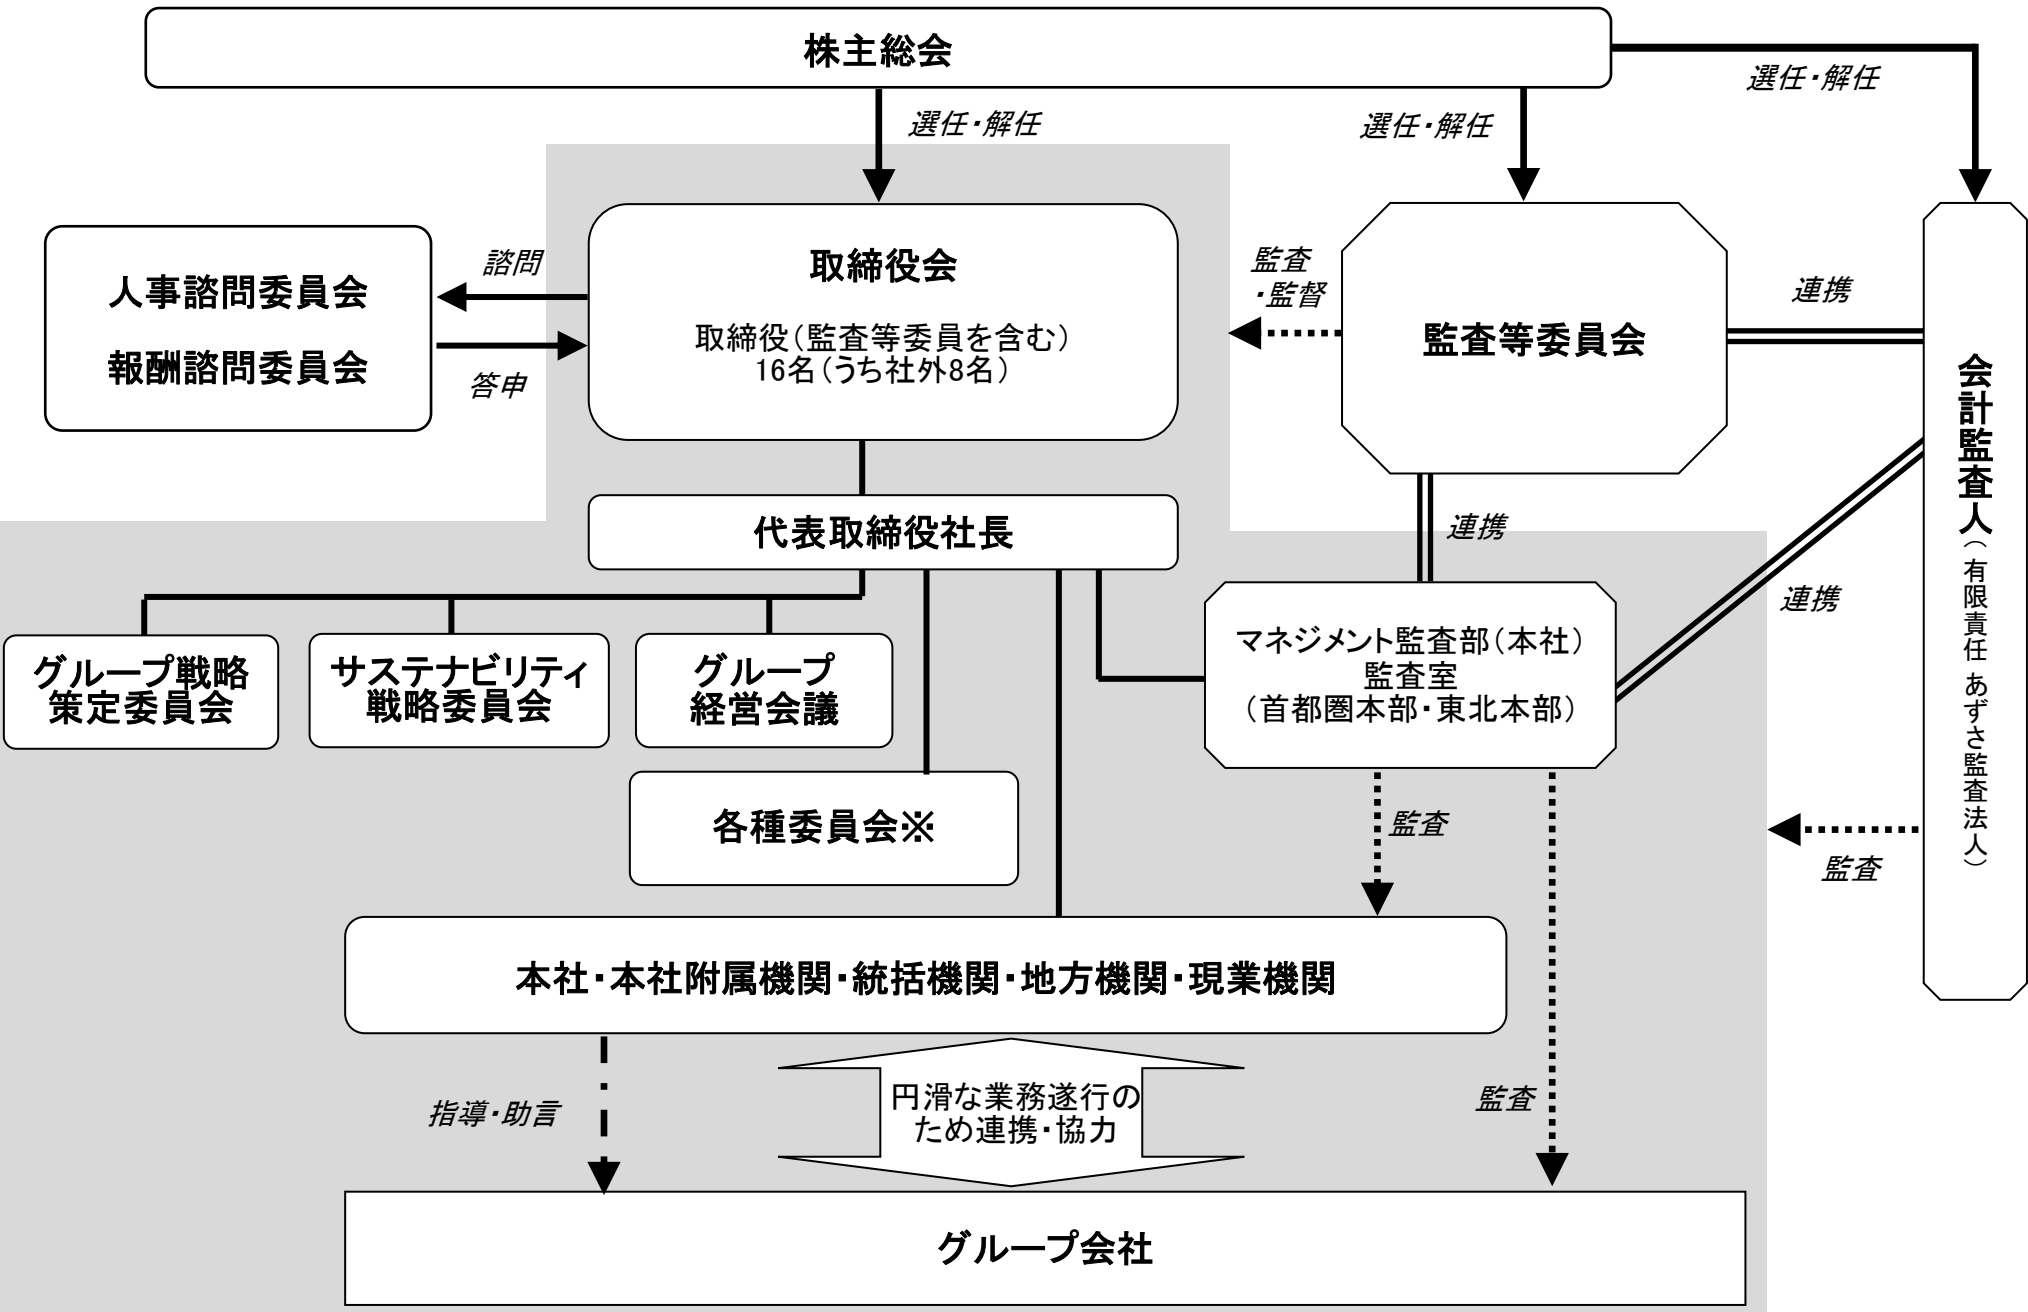 株主総会
選任・解任
選任・解任
選任・解任
人事諮問委員会
報酬諮問委員会
諮問
答申
取締役会
取締役（監査等委員を含む）
16名（うち社外8名）
監査
・監督
監査等委員会
連携
会計監査人（有限責任 あずさ監査法人）
代表取締役社長
連携
連携
グループ戦略
策定委員会
サステナビリティ
戦略委員会
グループ
経営会議
マネジメント監査部（本社）
監査室
（首都圏本部・東北本部）
各種委員会※
監査
監査
本社・本社附属機関・統括機関・地方機関・現業機関
指導・助言
円滑な業務遂行の
ため連携・協力
監査
グループ会社